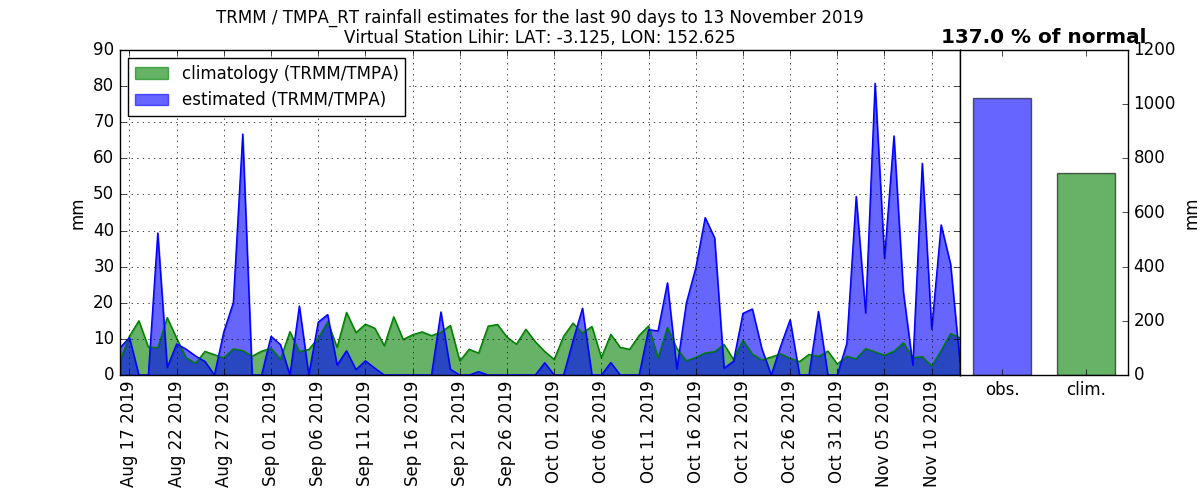 TRMM / TMPA_RT rainfall estimates for the last 90 days to 13 November 2019
Virtual Station Lihir: LAT: -3.125, LON: 152.625
137.0 % of normal
climatology (TRMM/TMPA)
estimated (TRMM/TMPA)
mm
90
80
70
60
50
40
30
20
10
0
Aug 17 2019
Aug 22 2019
Aug 27 2019
Sep 01 2019
Sep 06 2019
Sep 11 2019
Sep 16 2019
Sep 21 2019
Sep 26 2019
Oct 01 2019
Oct 06 2019
Oct 11 2019
Oct 16 2019
Oct 21 2019
Oct 26 2019
Oct 31 2019
Nov 05 2019
Nov 10 2019
obs.
clim.
1200
1000
800
600
400
200
0
mm